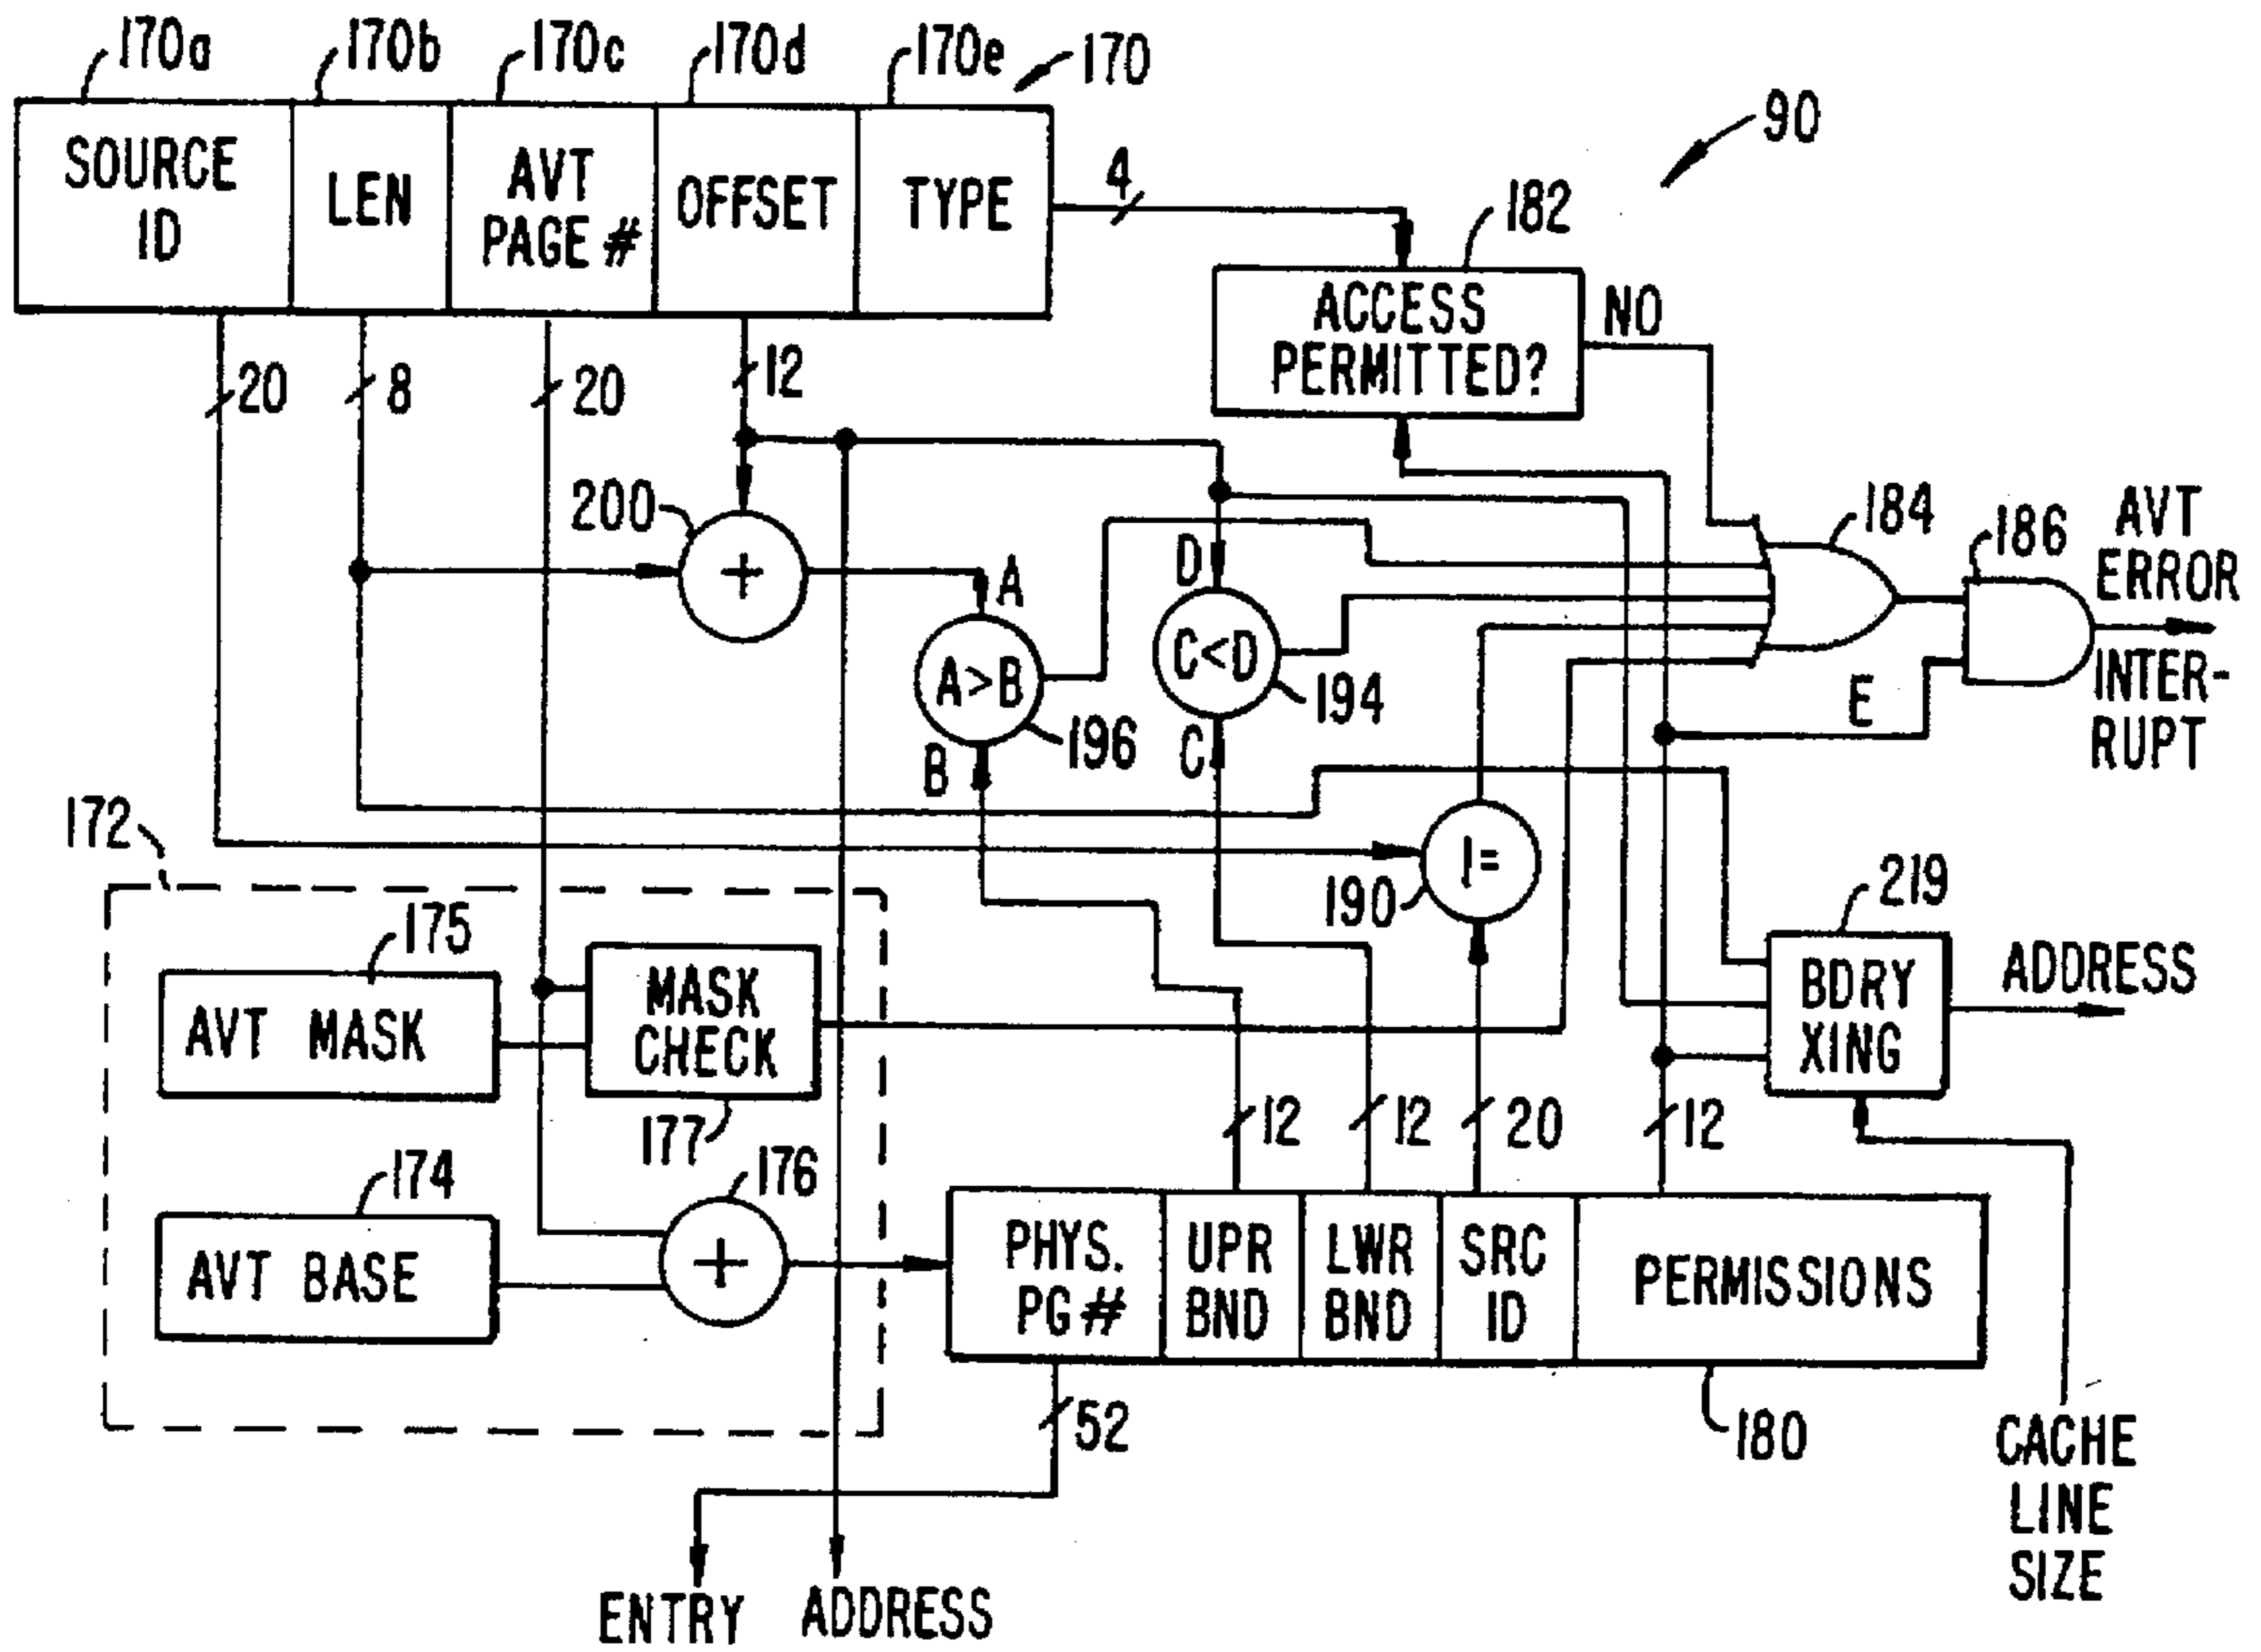 170a
170b
170c
170d
170e
170
90
SOURCE
ID
LEN
AVT
PAGE #
OFFSET
TYPE
4
182
ACCESS
PERMITTED?
NO
20
8
20
12
200
+
A
D
184
186
AVT
ERROR
INTER-
RUPT
A>B
196
B
C<D
194
C
E
172
190
!=
219
175
AVT MASK
MASK
CHECK
177
BDRY
XING
ADDRESS
174
AVT BASE
176
+
12
12
20
12
PHYS.
PG #
UPR
BND
LWR
BND
SRC
ID
PERMISSIONS
52
180
CACHE
LINE
SIZE
ENTRY
ADDRESS